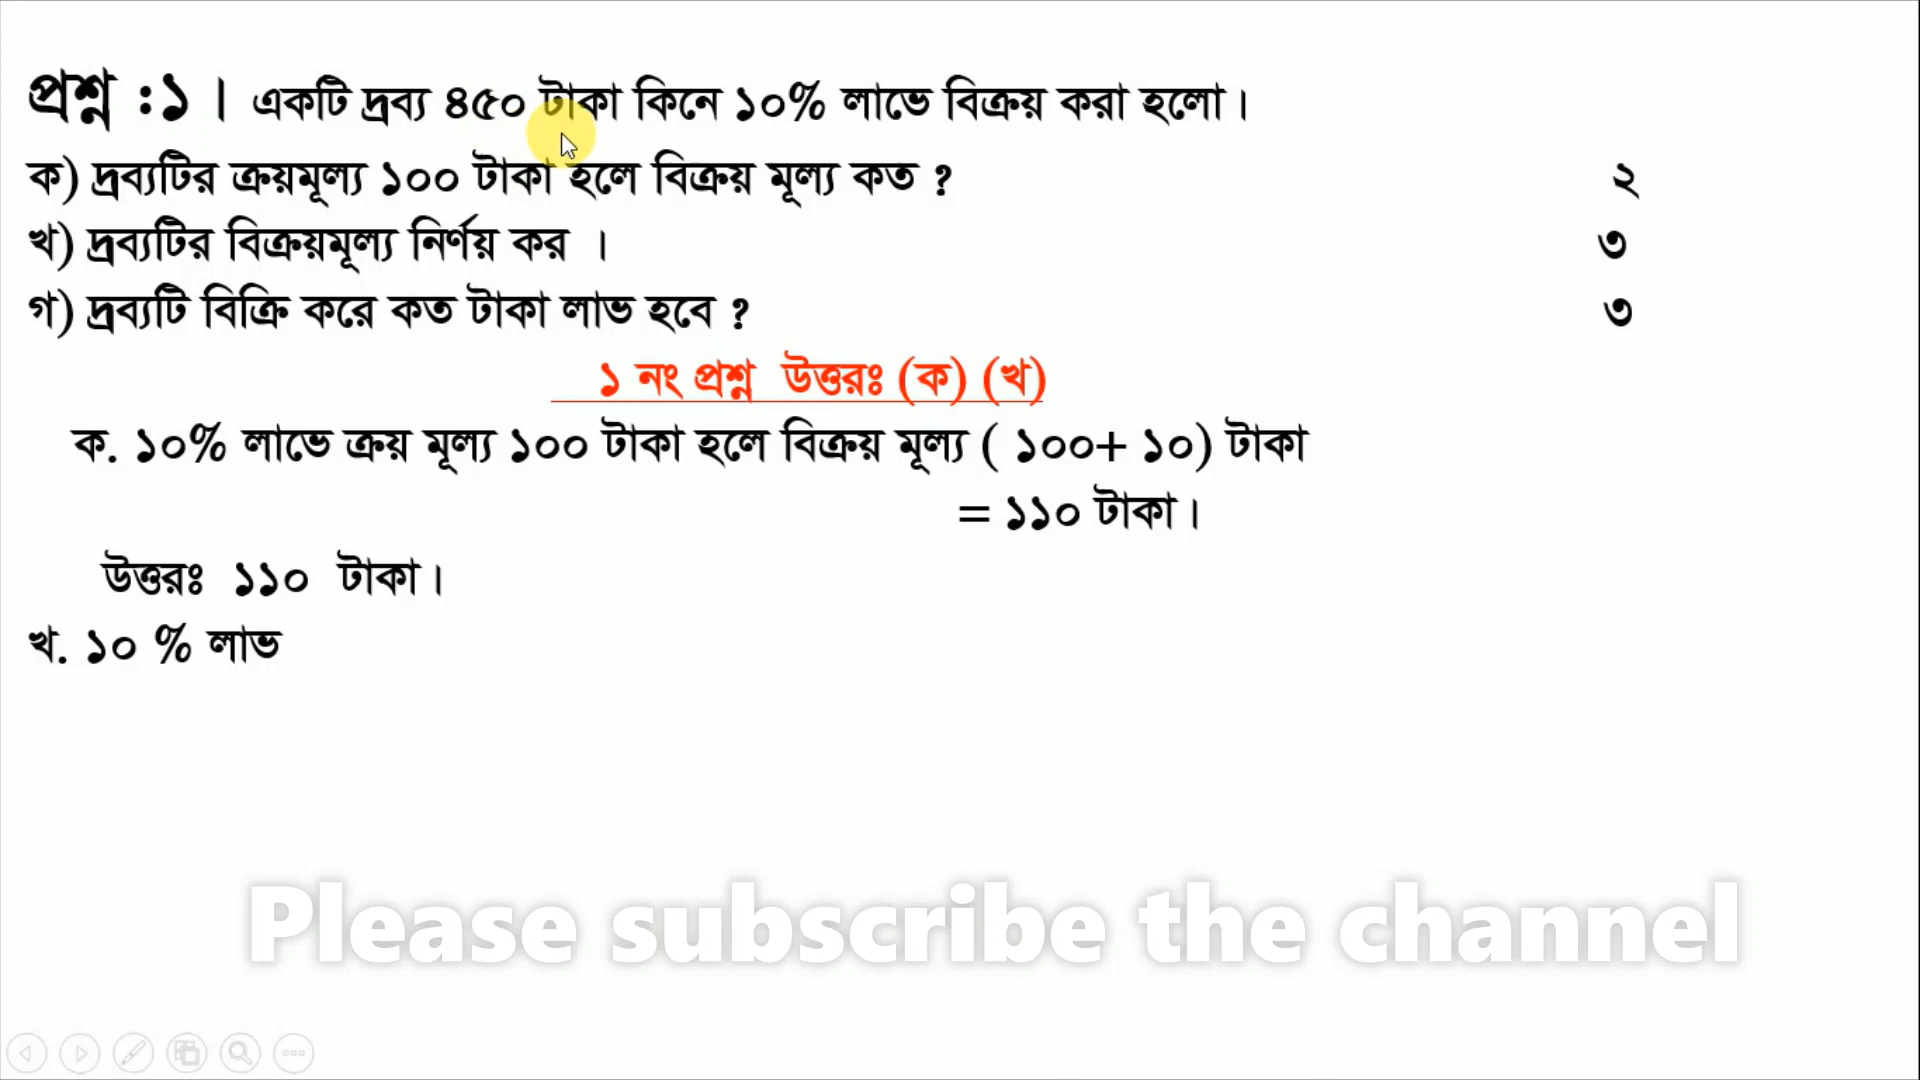 প্রশ্ন :১ । একটি দ্রব্য ৪৫০ টাকা কিনে ১০% লাভে বিক্রয় করা হলো।
ক) দ্রব্যটির ক্রয়মূল্য ১০০ টাকা হলে বিক্রয় মূল্য কত ? ২
খ) দ্রব্যটির বিক্রয়মূল্য নির্ণয় কর । ৩
গ) দ্রব্যটি বিক্রি করে কত টাকা লাভ হবে ? ৩
১ নং প্রশ্ন উত্তরঃ (ক) (খ)
ক. ১০% লাভে ক্রয় মূল্য ১০০ টাকা হলে বিক্রয় মূল্য ( ১০০+ ১০) টাকা
= ১১০ টাকা।
উত্তরঃ ১১০ টাকা।
খ. ১০ % লাভ
Please subscribe the channel